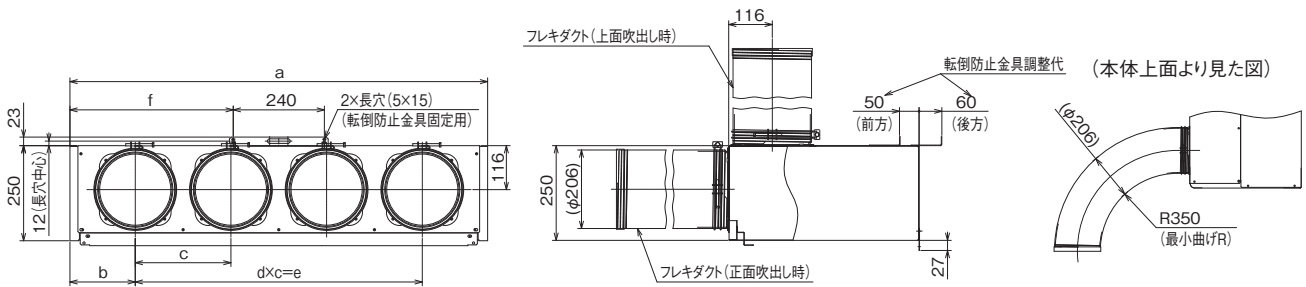 a
f
240
2×長穴(5×15)
(転倒防止金具固定用)
23
250
12(長穴中心)
116
b
c
d×c=e
116
フレキダクト(上面吹出し時)
転倒防止金具調整代
50
(前方)
60
(後方)
250
(φ206)
27
フレキダクト(正面吹出し時)
(本体上面より見た図)
(φ206)
R350
(最小曲げR)